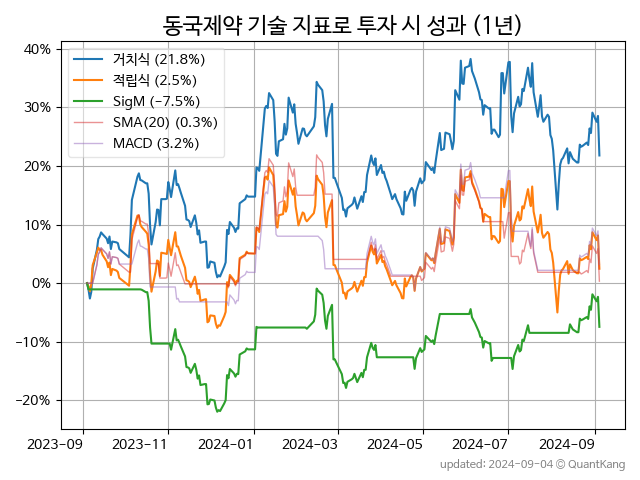 동국제약 기술 지표로 투자 시 성과 (1년)
거치식 (21.8%)
적립식 (2.5%)
SigM (-7.5%)
SMA(20) (0.3%)
MACD (3.2%)
40%
30%
20%
10%
0%
-10%
-20%
2023-09 2023-11 2024-01 2024-03 2024-05 2024-07 2024-09
updated: 2024-09-04 © QuantKang